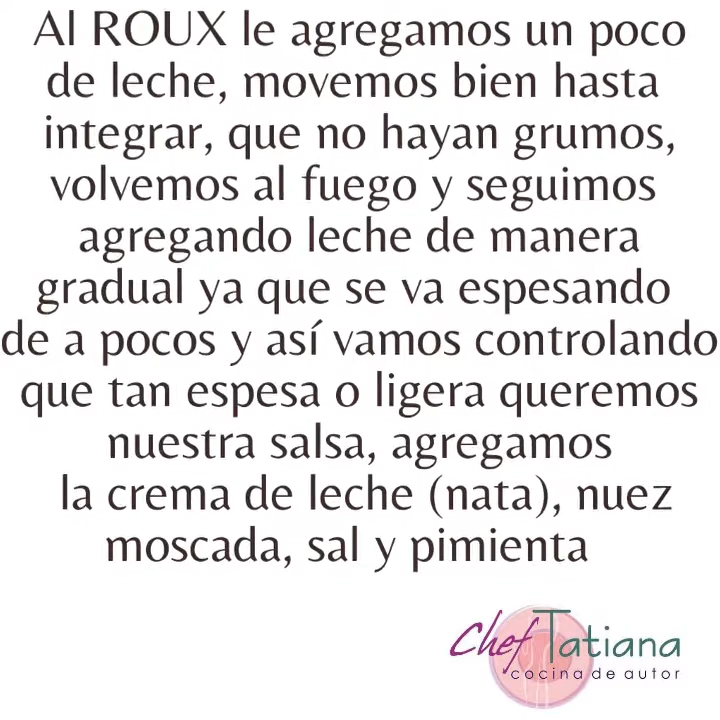 Al ROUX le agregamos un poco
de leche, movemos bien hasta
integrar, que no hayan grumos,
volvemos al fuego y seguimos
agregando leche de manera
gradual ya que se va espesando
de a pocos y así vamos controlando
que tan espesa o ligera queremos
nuestra salsa, agregamos
la crema de leche (nata), nuez
moscada, sal y pimienta
Chef Tatiana
cocina de autor